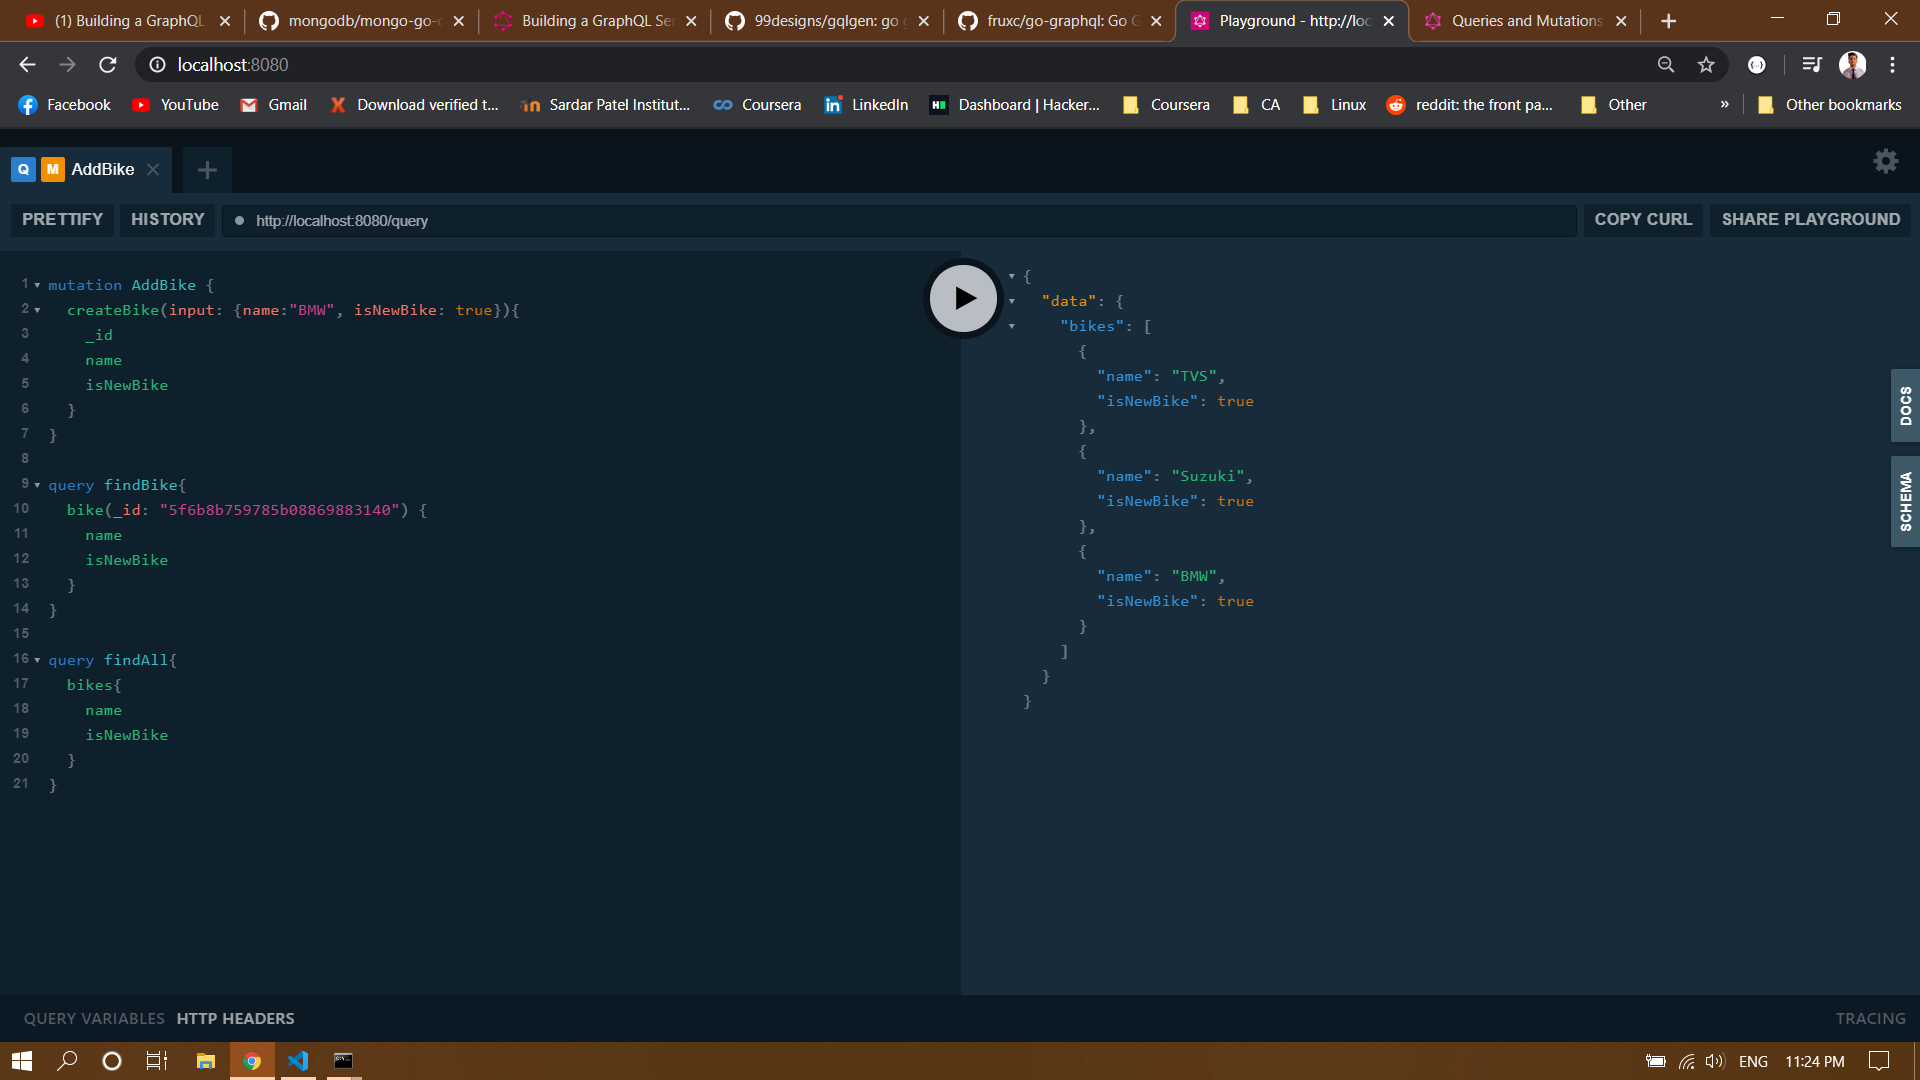 (1) Building a GraphQL
mongodb/mongo-go-d
Building a GraphQL Ser
99designs/gqlgen: go g
fruxc/go-graphql: Go G
Playground - http://loc
Queries and Mutations
localhost:8080
Facebook
YouTube
Gmail
Download verified t...
Sardar Patel Institut...
Coursera
LinkedIn
Dashboard | Hacker...
Coursera
CA
Linux
reddit: the front pa...
Other
»
Other bookmarks
Q M AddBike
PRETTIFY
HISTORY
http://localhost:8080/query
COPY CURL
SHARE PLAYGROUND
1 mutation AddBike {
2 createBike(input: {name:"BMW", isNewBike: true}){
3 _id
4 name
5 isNewBike
6 }
7 }
8
9 query findBike{
10 bike(_id: "5f6b8b759785b08869883140") {
11 name
12 isNewBike
13 }
14 }
15
16 query findAll{
17 bikes{
18 name
19 isNewBike
20 }
21 }
{
"data": {
"bikes": [
{
"name": "TVS",
"isNewBike": true
},
{
"name": "Suzuki",
"isNewBike": true
},
{
"name": "BMW",
"isNewBike": true
}
]
}
}
DOCS
SCHEMA
QUERY VARIABLES
HTTP HEADERS
TRACING
ENG
11:24 PM